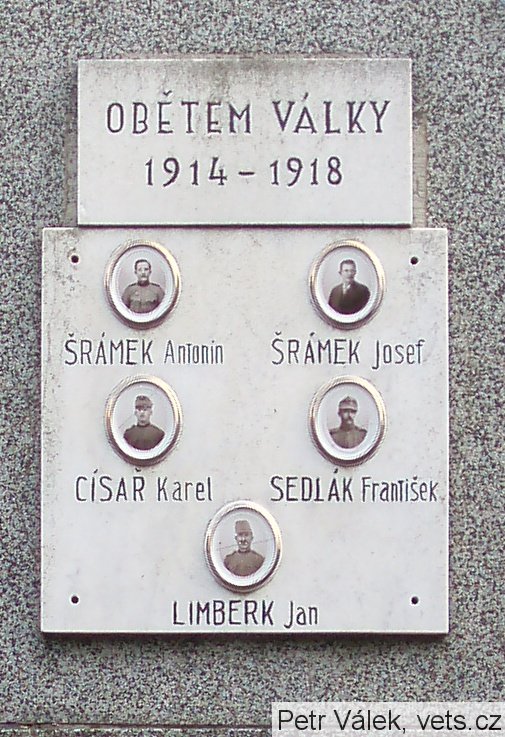 OBĚTEM VÁLKY
1914 - 1918
ŠRÁMEK Antonín ŠRÁMEK Josef
CÍSAŘ Karel SEDLÁK František
LIMBERK Jan
Petr Válek, vets.cz